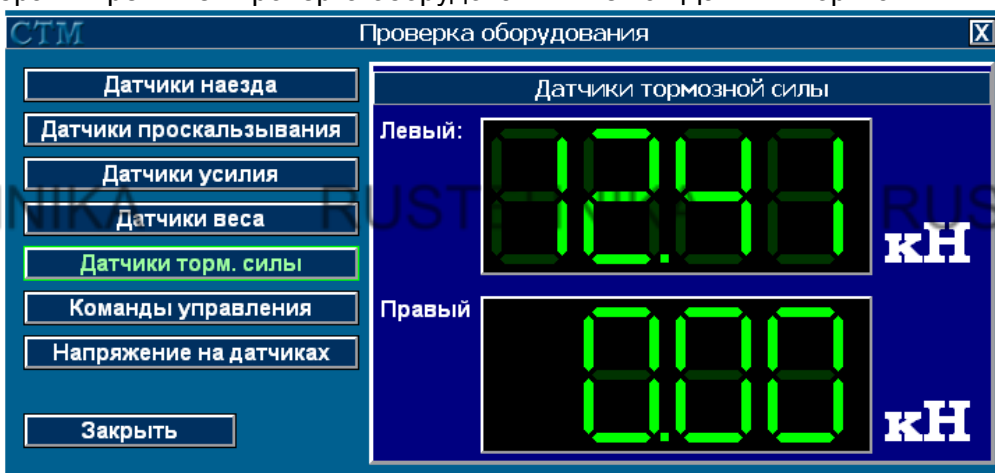 СТМ
Проверка оборудования
X
Датчики наезда
Датчики проскальзывания
Датчики усилия
Датчики веса
Датчики торм. силы
Команды управления
Напряжение на датчиках
Закрыть
Датчики тормозной силы
Левый:
12.41
кН
Правый
0.00
кН
RUSTEHNIKA